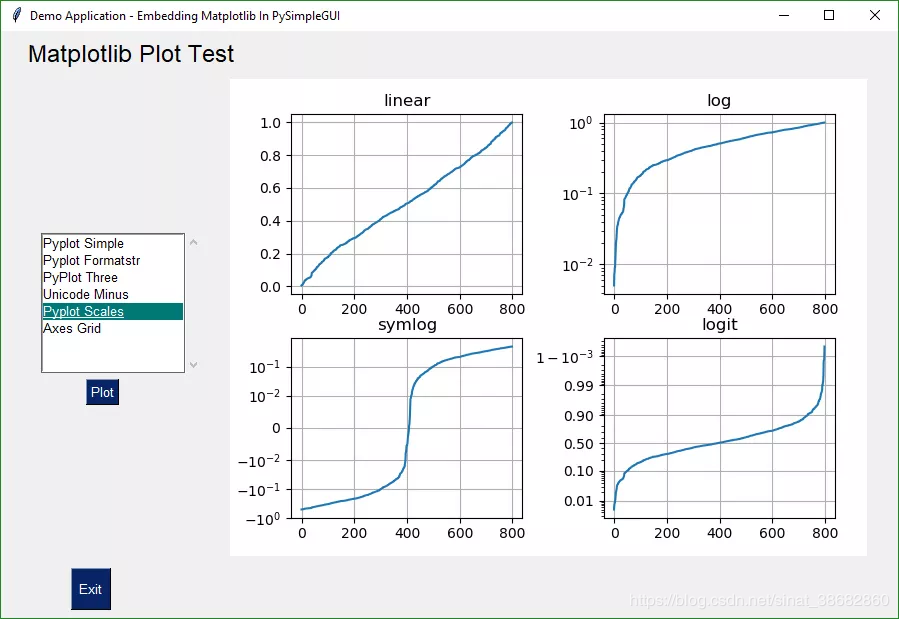 Demo Application - Embedding Matplotlib In PySimpleGUI
Matplotlib Plot Test
Pyplot Simple
Pyplot Formatstr
PyPlot Three
Unicode Minus
Pyplot Scales
Axes Grid
Plot
Exit
linear
1.0
0.8
0.6
0.4
0.2
0.0
0 200 400 600 800
log
10⁰
10⁻¹
10⁻²
0 200 400 600 800
symlog
10⁻¹
10⁻²
0
−10⁻²
−10⁻¹
−10⁰
0 200 400 600 800
logit
1 − 10⁻³
0.99
0.90
0.50
0.10
0.01
0 200 400 600 800
https://blog.csdn.net/sinat_38682860